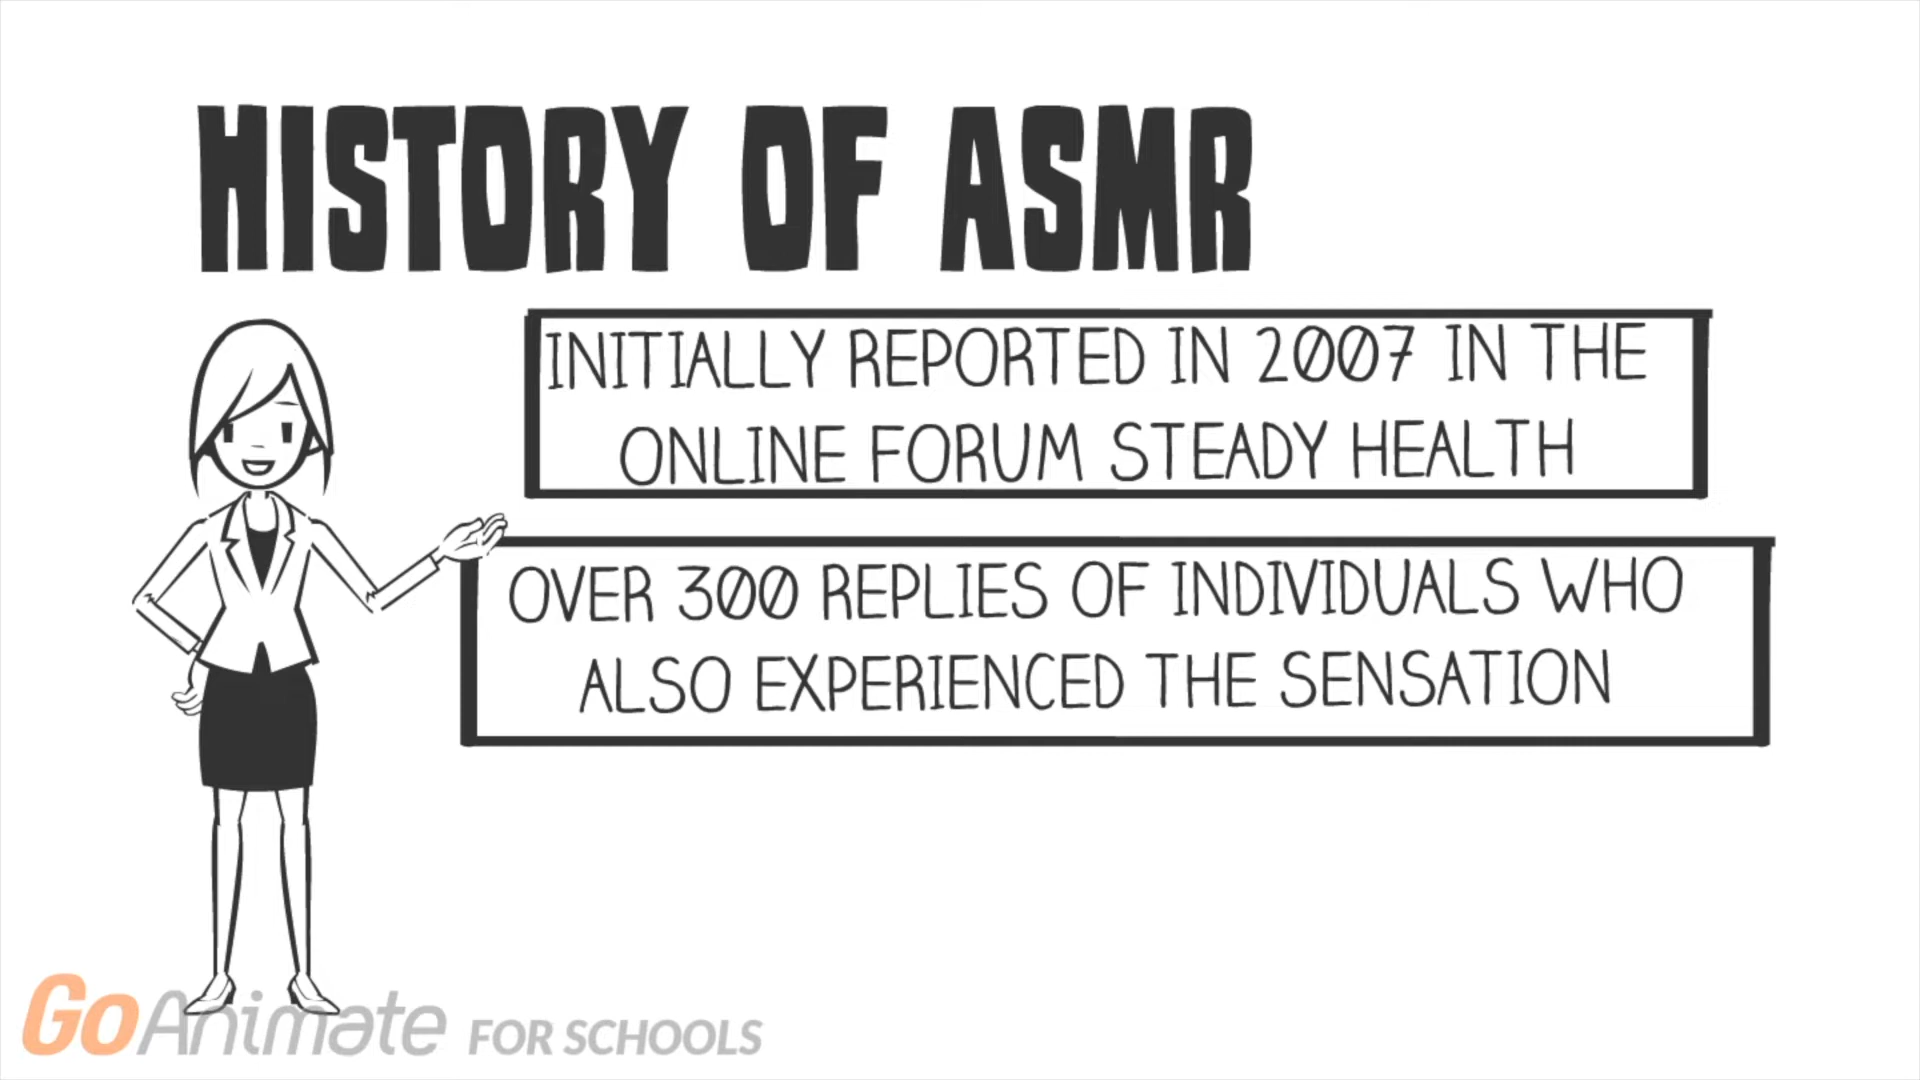 HISTORY OF ASMR
INITIALLY REPORTED IN 2007 IN THE
ONLINE FORUM STEADY HEALTH
OVER 300 REPLIES OF INDIVIDUALS WHO
ALSO EXPERIENCED THE SENSATION
GoAnimate FOR SCHOOLS